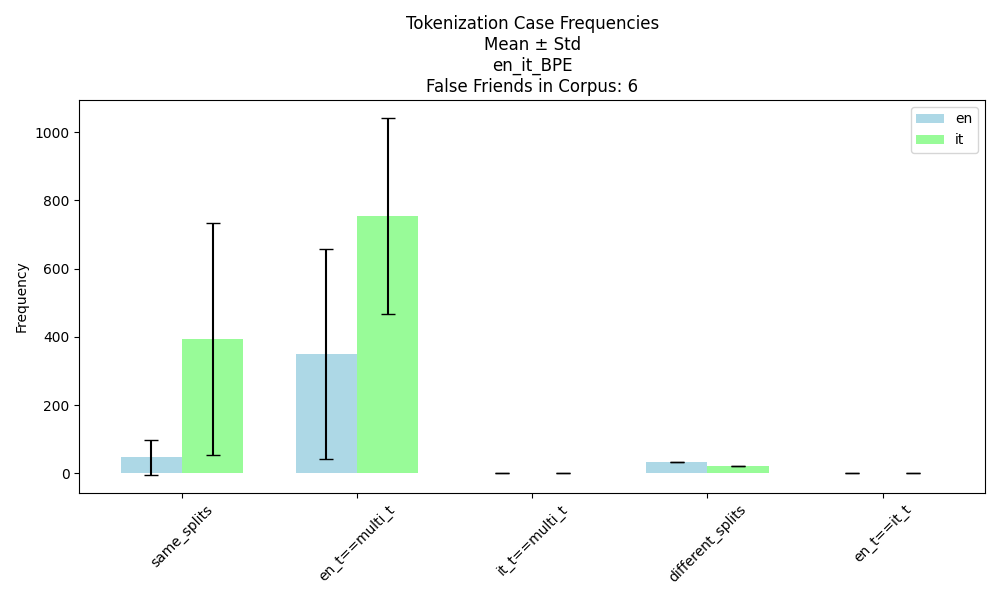 Tokenization Case Frequencies
Mean ± Std
en_it_BPE
False Friends in Corpus: 6
en
it
Frequency
1000
800
600
400
200
0
same_splits
en_t==multi_t
it_t==multi_t
different_splits
en_t==it_t